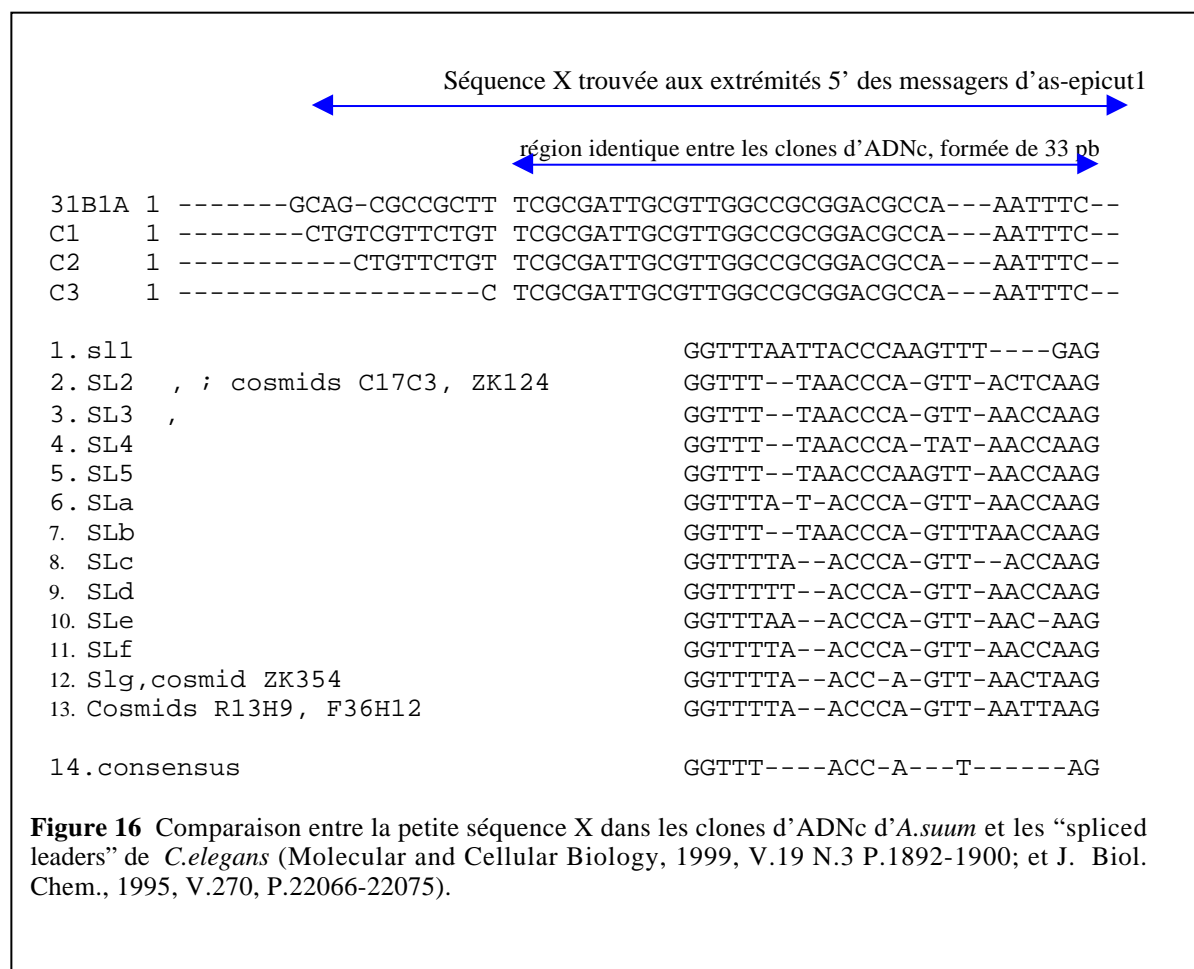 Séquence X trouvée aux extrémités 5’ des messagers d’as-epicut1
région identique entre les clones d’ADNc, formée de 33 pb
31B1A 1 -------GCAG-CGCCGCTT TCGCGATTGCGTTGGCCGCGGACGCCA---AATTTC--
C1 1 --------CTGTCGTTCTGT TCGCGATTGCGTTGGCCGCGGACGCCA---AATTTC--
C2 1 -----------CTGTTCTGT TCGCGATTGCGTTGGCCGCGGACGCCA---AATTTC--
C3 1 -------------------C TCGCGATTGCGTTGGCCGCGGACGCCA---AATTTC--
1. sl1 GGTTTAATTACCCAAGTTT----GAG
2. SL2 , ; cosmids C17C3, ZK124 GGTTT--TAACCCA-GTT-ACTCAAG
3. SL3 , GGTTT--TAACCCA-GTT-AACCAAG
4. SL4 GGTTT--TAACCCA-TAT-AACCAAG
5. SL5 GGTTT--TAACCCAAGTT-AACCAAG
6. SLa GGTTTA-T-ACCCA-GTT-AACCAAG
7. SLb GGTTT--TAACCCA-GTTTAACCAAG
8. SLc GGTTTTA--ACCCA-GTT--ACCAAG
9. SLd GGTTTTT--ACCCA-GTT-AACCAAG
10. SLe GGTTTAA--ACCCA-GTT-AAC-AAG
11. SLf GGTTTTA--ACCCA-GTT-AACCAAG
12. Slg,cosmid ZK354 GGTTTTA--ACC-A-GTT-AACTAAG
13. Cosmids R13H9, F36H12 GGTTTTA--ACCCA-GTT-AATTAAG
14.consensus GGTTT----ACC-A---T------AG
Figure 16 Comparaison entre la petite séquence X dans les clones d’ADNc d’A.suum et les “spliced
leaders” de C.elegans (Molecular and Cellular Biology, 1999, V.19 N.3 P.1892-1900; et J. Biol.
Chem., 1995, V.270, P.22066-22075).